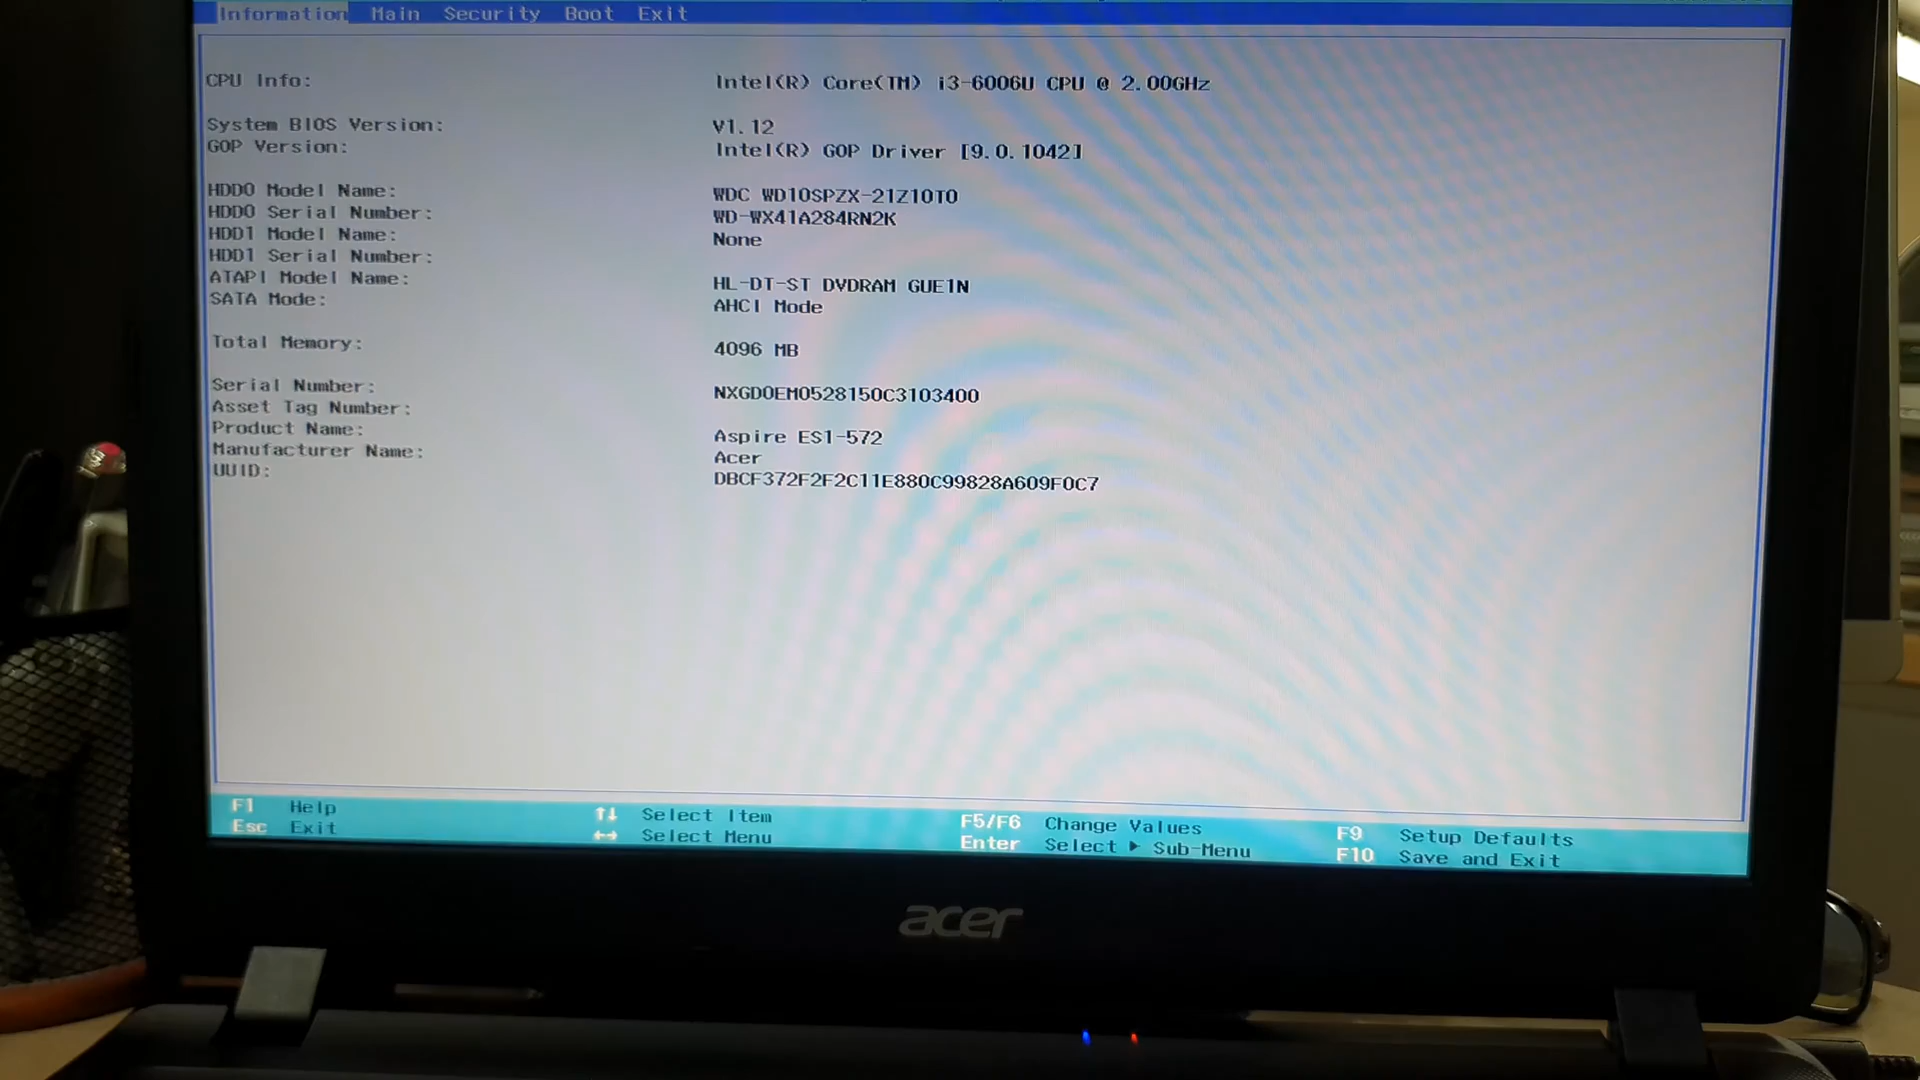 Information Main Security Boot Exit
CPU Info: Intel(R) Core(TM) i3-6006U CPU @ 2.00GHz
System BIOS Version: V1.12
GOP Version: Intel(R) GOP Driver [9.0.1042]
HDD0 Model Name: WDC WD10SPZX-21Z10T0
HDD0 Serial Number: WD-WX41A284RN2K
HDD1 Model Name: None
HDD1 Serial Number:
ATAPI Model Name: HL-DT-ST DVDRAM GUE1N
SATA Mode: AHCI Mode
Total Memory: 4096 MB
Serial Number: NXGD0EM0528150C3103400
Asset Tag Number:
Product Name: Aspire ES1-572
Manufacturer Name: Acer
UUID: DBCF372F2F2C11E880C99828A609F0C7
F1 Help ↑↓ Select Item F5/F6 Change Values F9 Setup Defaults
Esc Exit ↔ Select Menu Enter Select ▶ Sub-Menu F10 Save and Exit
acer